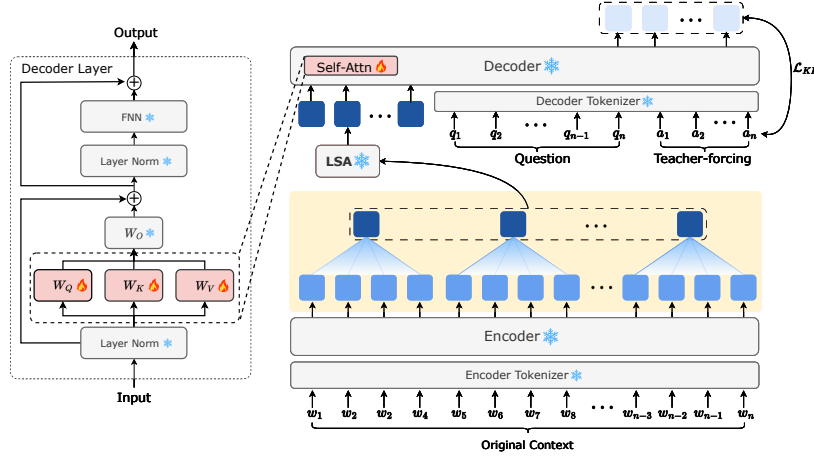 Output
Decoder Layer
FNN
Layer Norm
W_O
W_Q W_K W_V
Layer Norm
Input
Self-Attn
Decoder
Decoder Tokenizer
q_1 q_2 ... q_{n-1} q_n a_1 a_2 ... a_n
Question Teacher-forcing
LSA
...
...
...
Encoder
Encoder Tokenizer
w_1 w_2 w_2 w_4 w_5 w_6 w_7 w_8 ... w_{n-3} w_{n-2} w_{n-1} w_n
Original Context